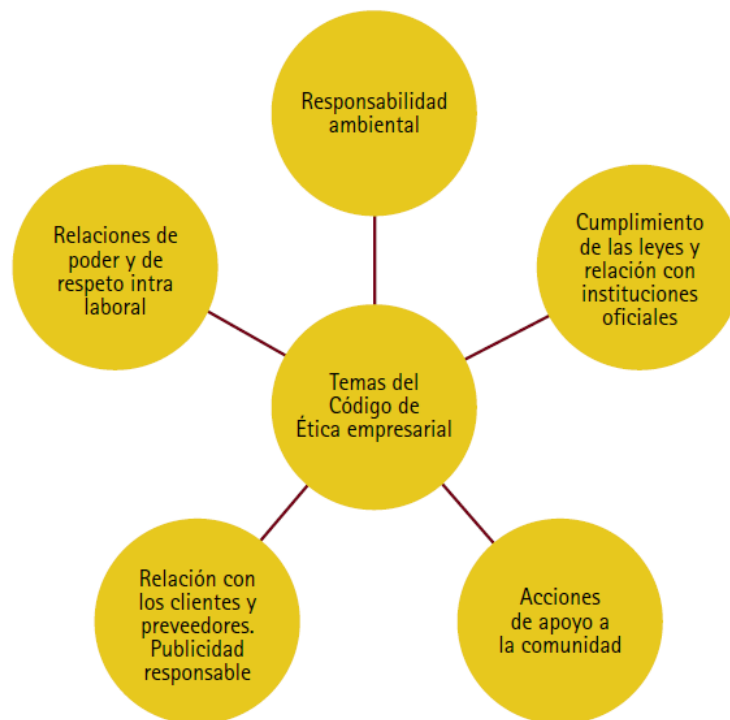 Responsabilidad
ambiental
Relaciones de
poder y de
respeto intra
laboral
Cumplimiento
de las leyes y
relación con
instituciones
oficiales
Temas del
Código de
Ética empresarial
Relación con
los clientes y
preveedores.
Publicidad
responsable
Acciones
de apoyo a
la comunidad